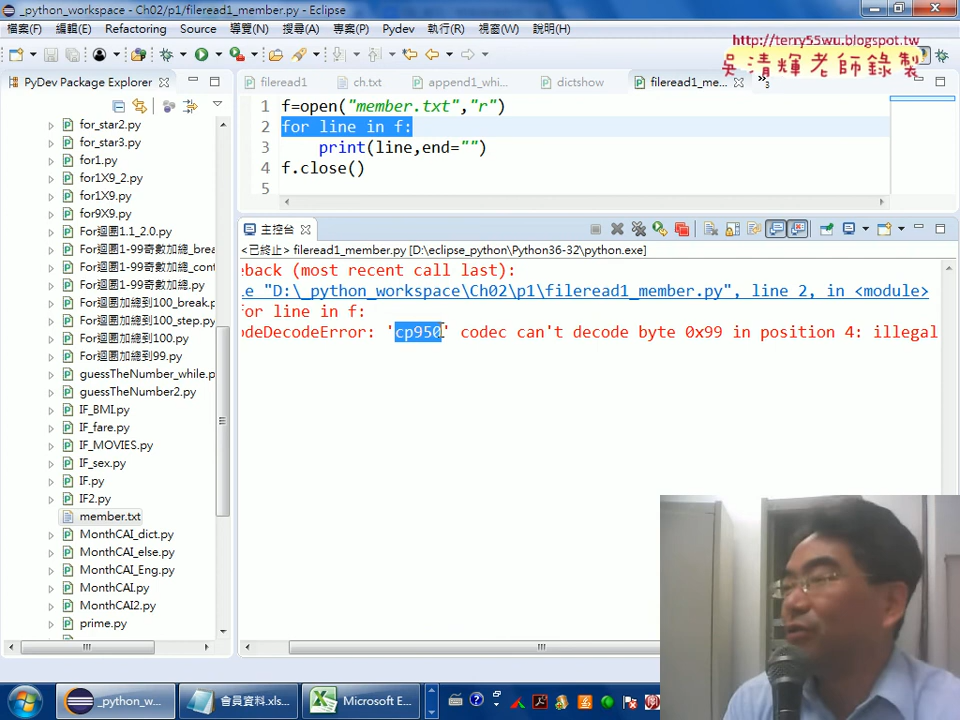 _python_workspace - Ch02/p1/fileread1_member.py - Eclipse
檔案(F) 編輯(E) Refactoring Source 導覽(N) 搜尋(A) 專案(P) Pydev 執行(R) 視窗(W) 說明(H)
http://terry55wu.blogspot.tw
吳清輝老師錄製
PyDev Package Explorer
fileread1 ch.txt append1_whi... dictshow fileread1_me... 3
1 f=open("member.txt","r")
2 for line in f:
3 print(line,end="")
4 f.close()
5
for_star2.py
for_star3.py
for1.py
for1X9_2.py
for1X9.py
for9X9.py
For迴圈1.1_2.0.py
For迴圈1-99奇數加總_brea
For迴圈1-99奇數加總_cont
For迴圈1-99奇數加總.py
For迴圈加總到100_break.p
For迴圈加總到100_step.py
For迴圈加總到100.py
For迴圈加總到99.py
guessTheNumber_while.p
guessTheNumber2.py
IF_BMI.py
IF_fare.py
IF_MOVIES.py
IF_sex.py
IF.py
IF2.py
member.txt
MonthCAI_dict.py
MonthCAI_else.py
MonthCAI_Eng.py
MonthCAI.py
MonthCAI2.py
prime.py
主控台
<已終止> fileread1_member.py [D:\eclipse_python\Python36-32\python.exe]
eback (most recent call last):
le "D:\_python_workspace\Ch02\p1\fileread1_member.py", line 2, in <module>
for line in f:
odeDecodeError: 'cp950' codec can't decode byte 0x99 in position 4: illegal
_python_w... 會員資料.xls... Microsoft E...